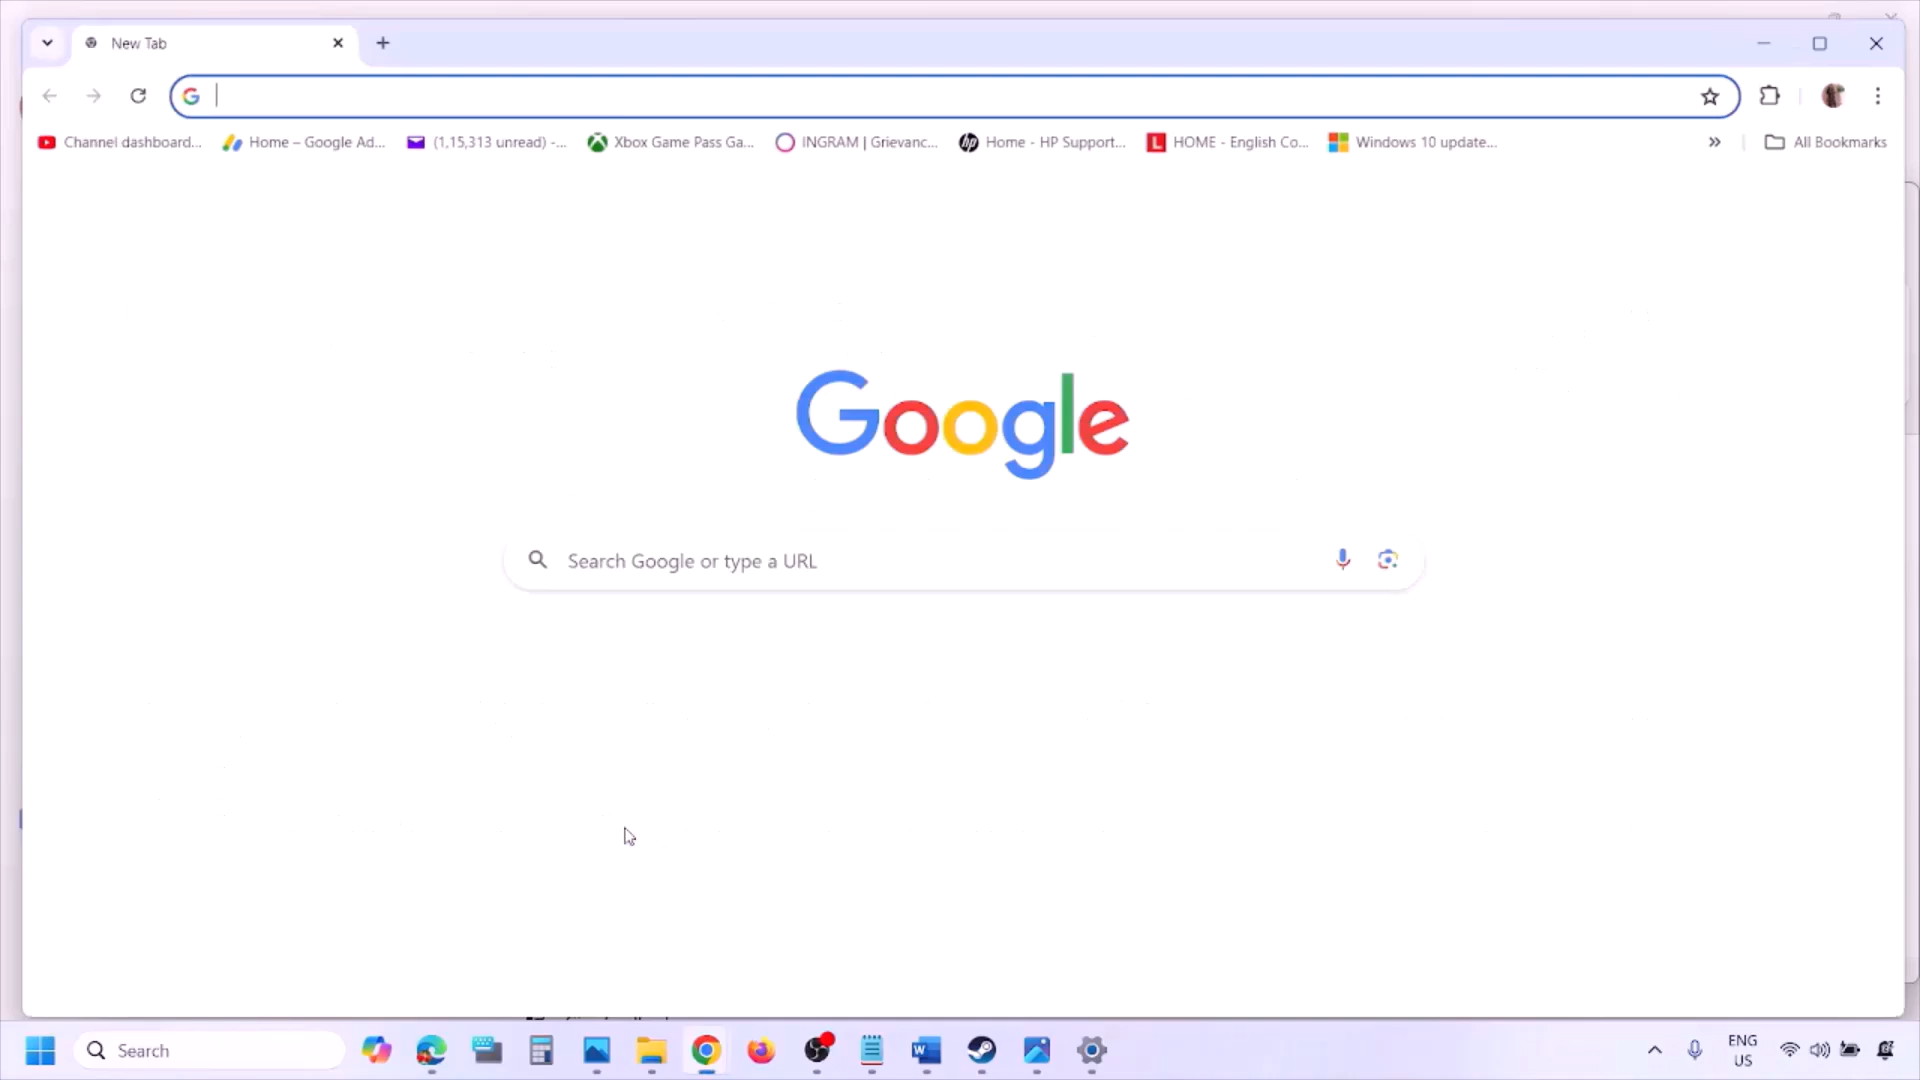 New Tab
Channel dashboard...
Home – Google Ad...
(1,15,313 unread) -...
Xbox Game Pass Ga...
INGRAM | Grievanc...
Home - HP Support...
HOME - English Co...
Windows 10 update...
All Bookmarks
Google
Search Google or type a URL
Search
ENG
US